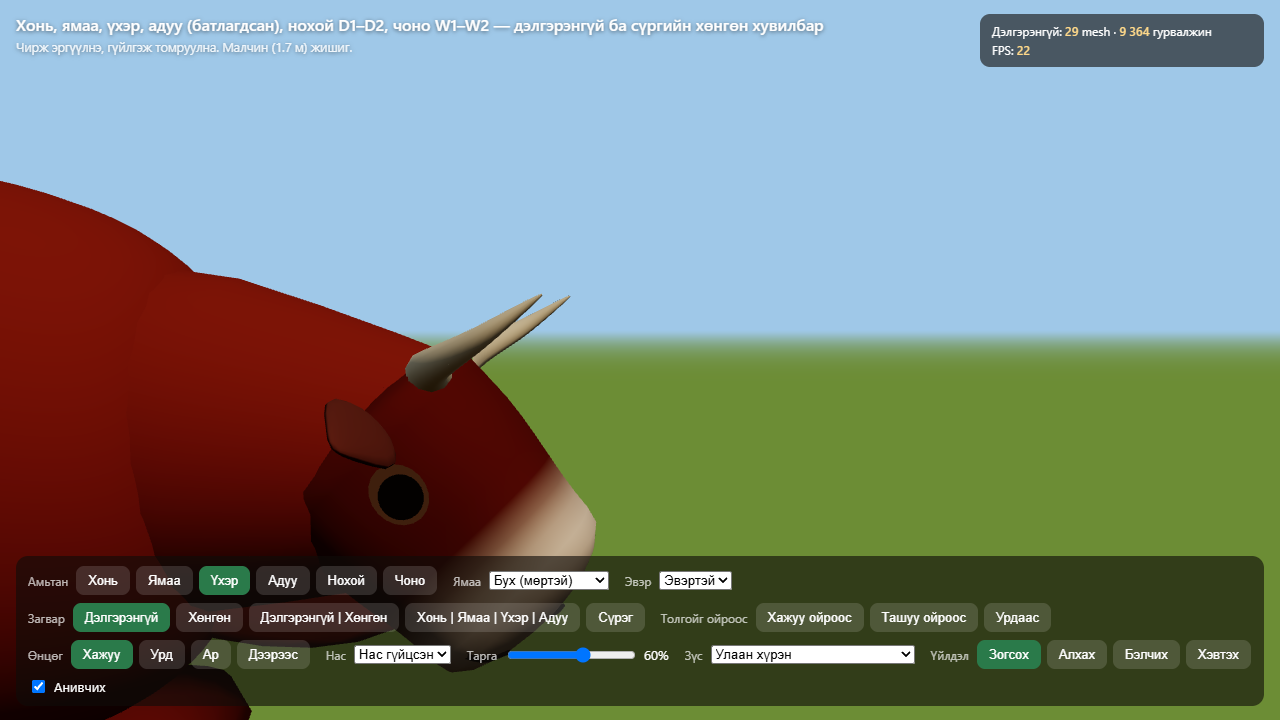 Хонь, ямаа, үхэр, адуу (батлагдсан), нохой D1–D2, чоно W1–W2 — дэлгэрэнгүй ба сүргийн хөнгөн хувилбар
Чирж эргүүлнэ, гүйлгэж томруулна. Малчин (1.7 м) жишиг.
Дэлгэрэнгүй: 29 mesh · 9 364 гурвалжин
FPS: 22
Амьтан Хонь Ямаа Үхэр Адуу Нохой Чоно Ямаа Бух (мөртэй) Эвэр Эвэртэй
Загвар Дэлгэрэнгүй Хөнгөн Дэлгэрэнгүй | Хөнгөн Хонь | Ямаа | Үхэр | Адуу Сүрэг Толгойг ойроос Хажуу ойроос Ташуу ойроос Урдаас
Өнцөг Хажуу Урд Ар Дээрээс Нас Нас гүйцсэн Тарга 60% Зүс Улаан хүрэн Үйлдэл Зогсох Алхах Бэлчих Хэвтэх
Анивчих